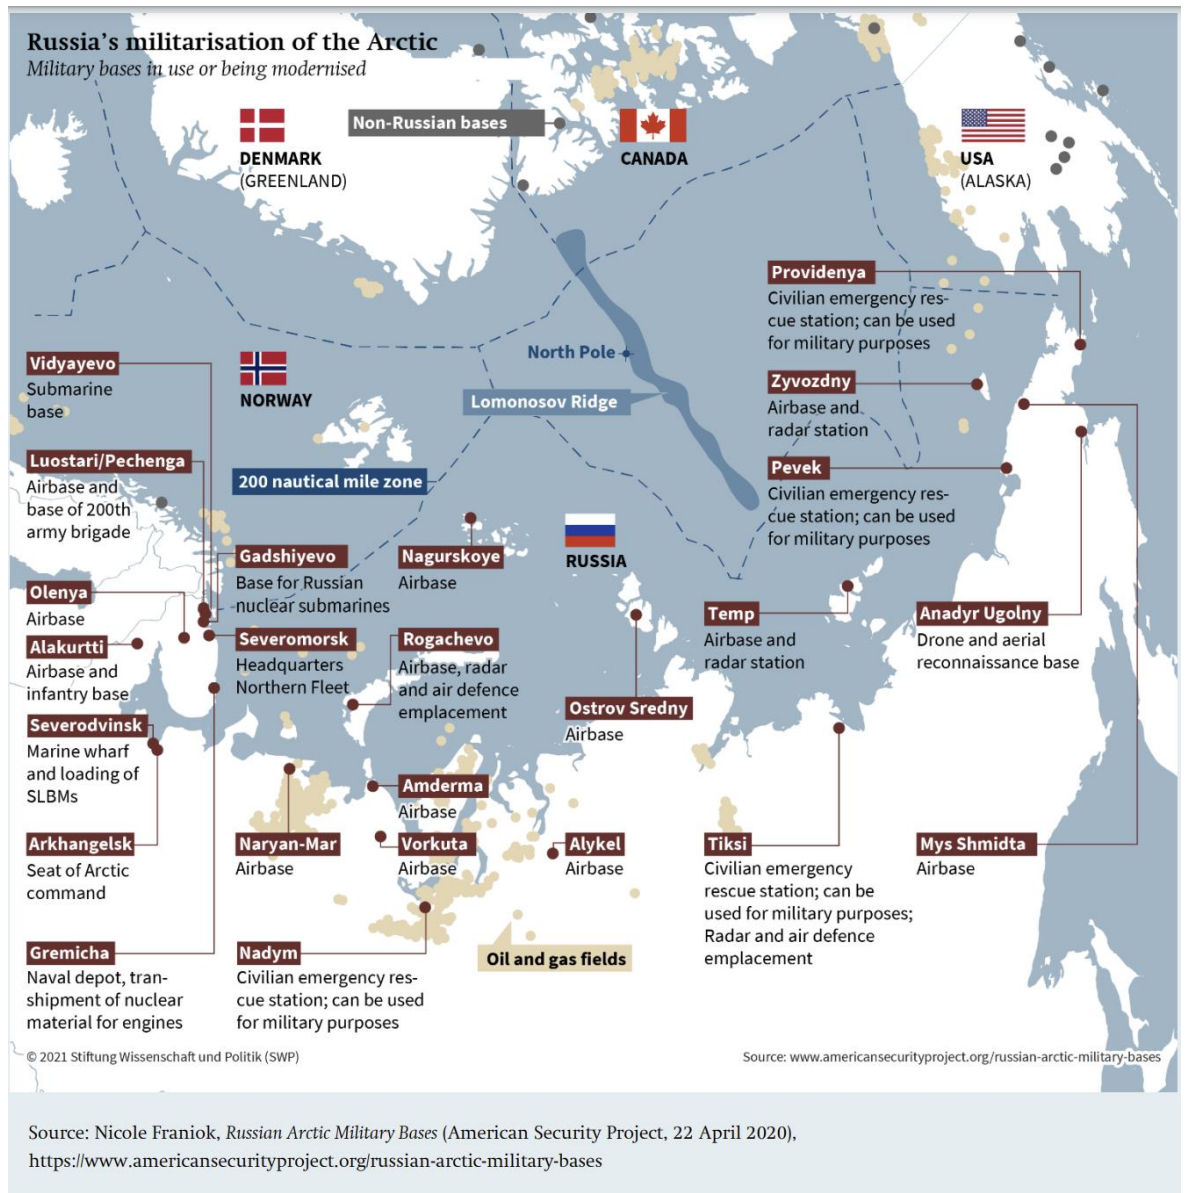 Russia's militarisation of the Arctic
Military bases in use or being modernised
DENMARK
(GREENLAND)
Non-Russian bases
CANADA
USA
(ALASKA)
Providenya
Civilian emergency res-
cue station; can be used
for military purposes
North Pole
Lomonosov Ridge
Vidyayevo
Submarine
base
NORWAY
Zyvozdny
Airbase and
radar station
Luostari/Pechenga
Airbase and
base of 200th
army brigade
200 nautical mile zone
Pevek
Civilian emergency res-
cue station; can be used
for military purposes
RUSSIA
Gadshiyevo
Base for Russian
nuclear submarines
Nagurskoye
Airbase
Olenya
Airbase
Alakurtti
Airbase and
infantry base
Severomorsk
Headquarters
Northern Fleet
Rogachevo
Airbase, radar
and air defence
emplacement
Temp
Airbase and
radar station
Anadyr Ugolny
Drone and aerial
reconnaissance base
Ostrov Sredny
Airbase
Severodvinsk
Marine wharf
and loading of
SLBMs
Amderma
Airbase
Arkhangelsk
Seat of Arctic
command
Naryan-Mar
Airbase
Vorkuta
Airbase
Alykel
Airbase
Tiksi
Civilian emergency
rescue station; can be
used for military purposes;
Radar and air defence
emplacement
Mys Shmidta
Airbase
Gremicha
Naval depot, tran-
shipment of nuclear
material for engines
Nadym
Civilian emergency res-
cue station; can be used
for military purposes
Oil and gas fields
© 2021 Stiftung Wissenschaft und Politik (SWP)
Source: www.americansecurityproject.org/russian-arctic-military-bases
Source: Nicole Franiok, Russian Arctic Military Bases (American Security Project, 22 April 2020),
https://www.americansecurityproject.org/russian-arctic-military-bases